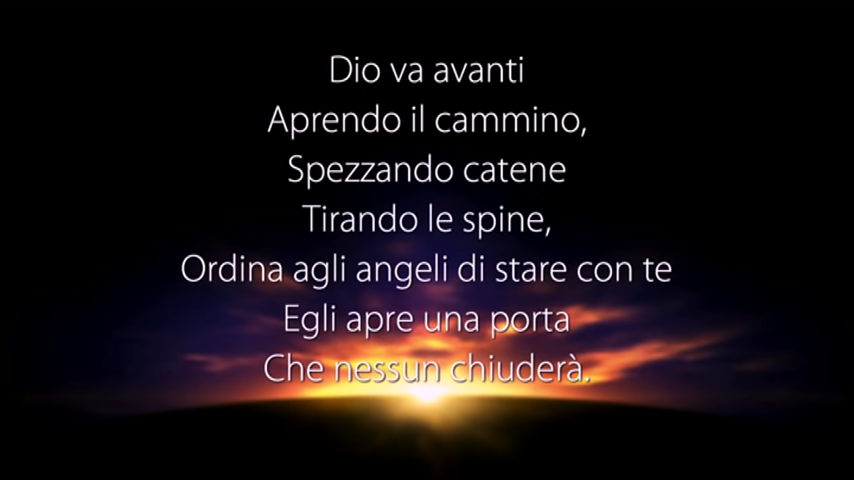 Dio va avanti
Aprendo il cammino,
Spezzando catene
Tirando le spine,
Ordina agli angeli di stare con te
Egli apre una porta
Che nessun chiuderà.